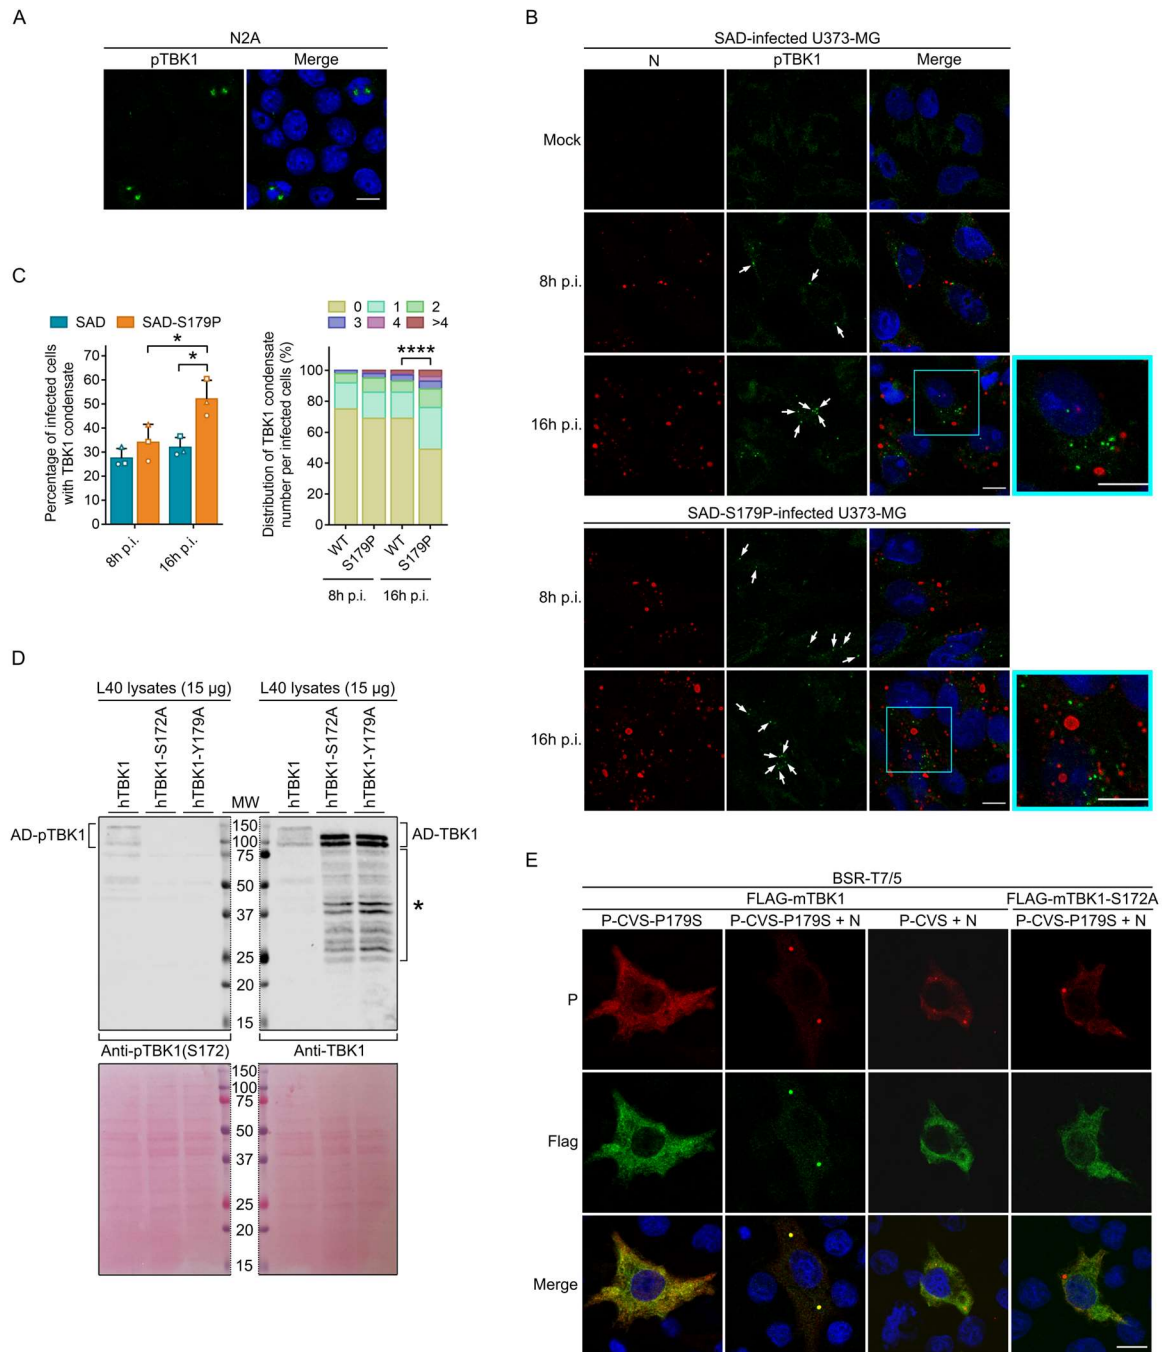 A
N2A
pTBK1 Merge
B
SAD-infected U373-MG
N pTBK1 Merge
Mock
8h p.i.
16h p.i.
SAD-S179P-infected U373-MG
8h p.i.
16h p.i.
C
SAD SAD-S179P
*
*
Percentage of infected cells
with TBK1 condensate
70
60
50
40
30
20
10
0
8h p.i.
16h p.i.
0 1 2
3 4 >4
****
Distribution of TBK1 condensate
number per infected cells (%)
100
80
60
40
20
0
WT S179P WT S179P
8h p.i. 16h p.i.
D
L40 lysates (15 µg) L40 lysates (15 µg)
hTBK1 hTBK1-S172A hTBK1-Y179A MW hTBK1 hTBK1-S172A hTBK1-Y179A
AD-pTBK1 AD-TBK1
150
100
75
50
37
25
20
15
*
Anti-pTBK1(S172) Anti-TBK1
150
100
75
50
37
25
20
15
E
BSR-T7/5
FLAG-mTBK1 FLAG-mTBK1-S172A
P-CVS-P179S P-CVS-P179S + N P-CVS + N P-CVS-P179S + N
P
Flag
Merge